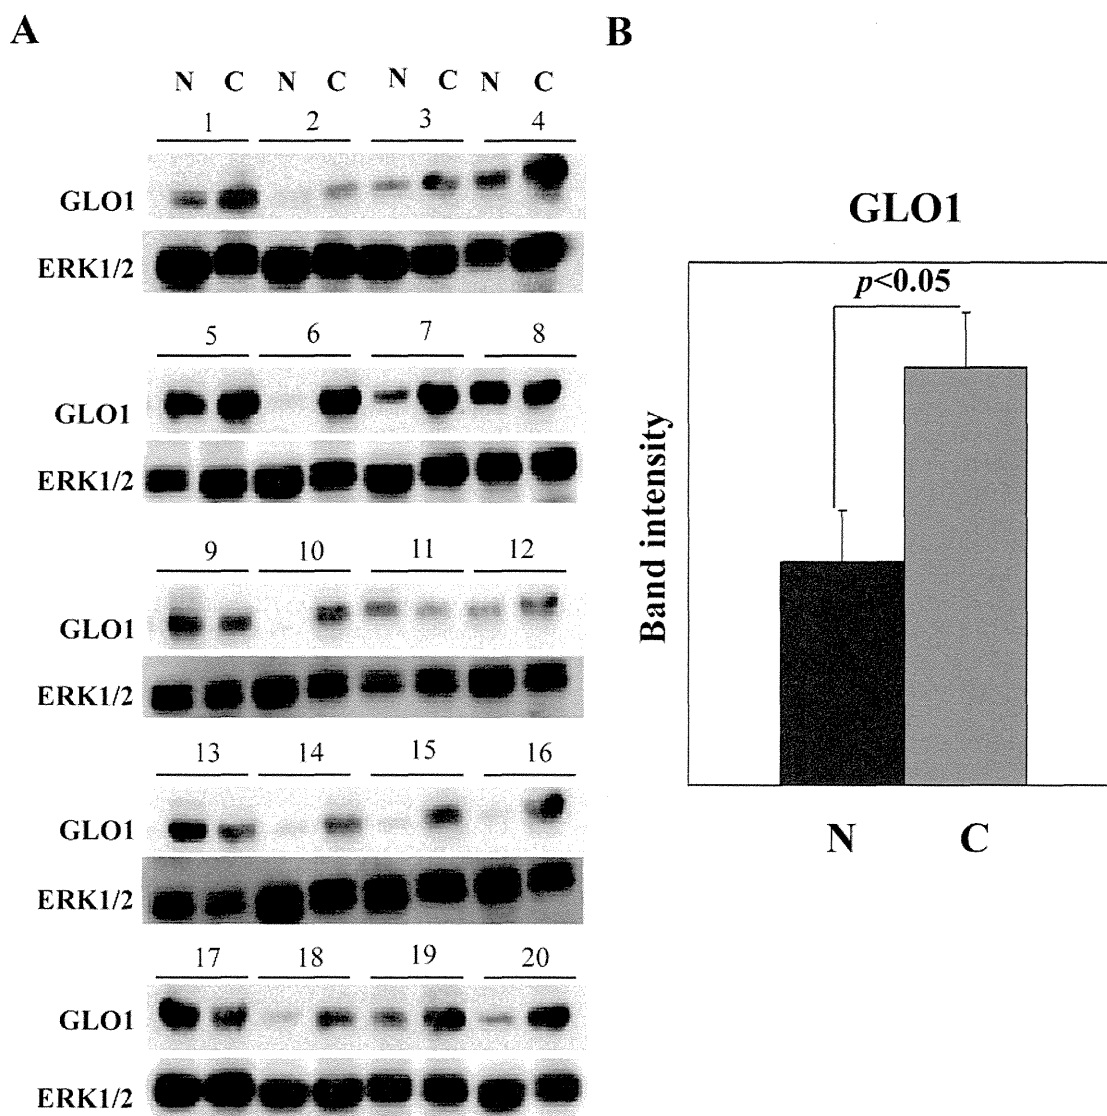 A
N C N C N C N C
1 2 3 4
GLO1
ERK1/2
5 6 7 8
GLO1
ERK1/2
9 10 11 12
GLO1
ERK1/2
13 14 15 16
GLO1
ERK1/2
17 18 19 20
GLO1
ERK1/2
B
GLO1
p<0.05
Band intensity
N C